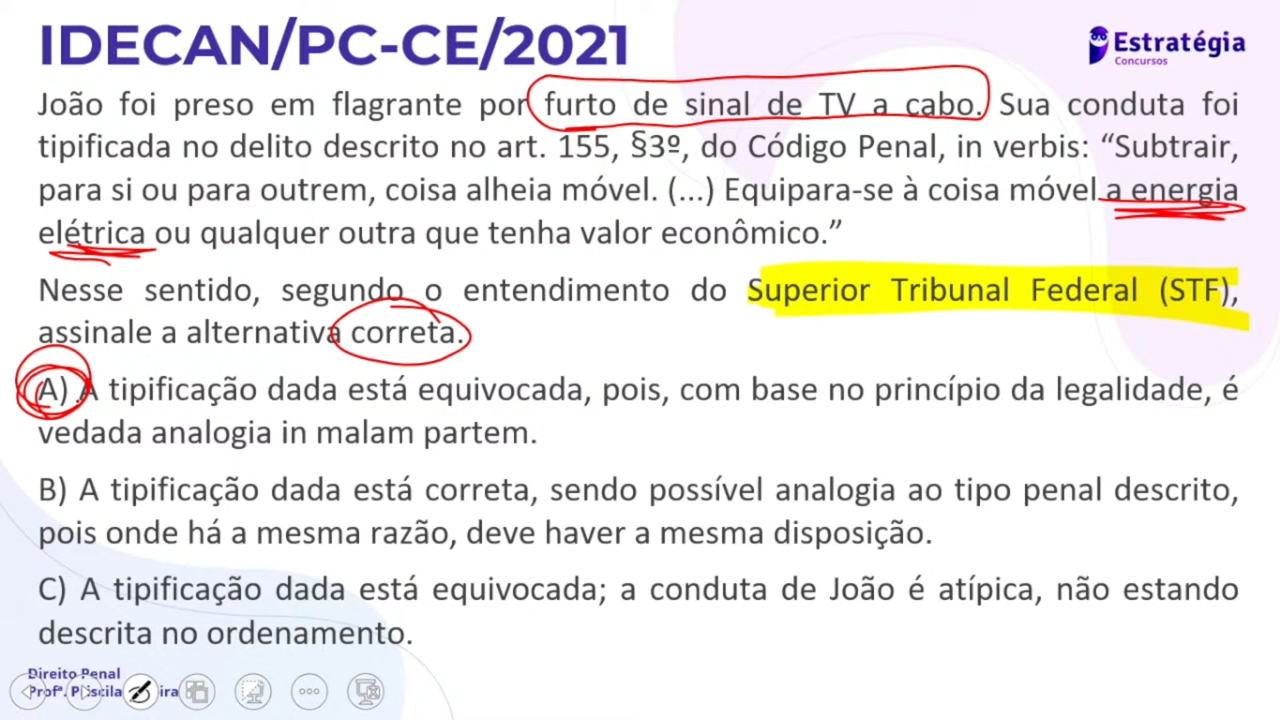 IDECAN/PC-CE/2021
Estratégia
Concursos
João foi preso em flagrante por furto de sinal de TV a cabo. Sua conduta foi
tipificada no delito descrito no art. 155, §3º, do Código Penal, in verbis: “Subtrair,
para si ou para outrem, coisa alheia móvel. (...) Equipara-se à coisa móvel a energia
elétrica ou qualquer outra que tenha valor econômico.”
Nesse sentido, segundo o entendimento do Superior Tribunal Federal (STF),
assinale a alternativa correta.
A) A tipificação dada está equivocada, pois, com base no princípio da legalidade, é
vedada analogia in malam partem.
B) A tipificação dada está correta, sendo possível analogia ao tipo penal descrito,
pois onde há a mesma razão, deve haver a mesma disposição.
C) A tipificação dada está equivocada; a conduta de João é atípica, não estando
descrita no ordenamento.
Direito Penal
Profª.